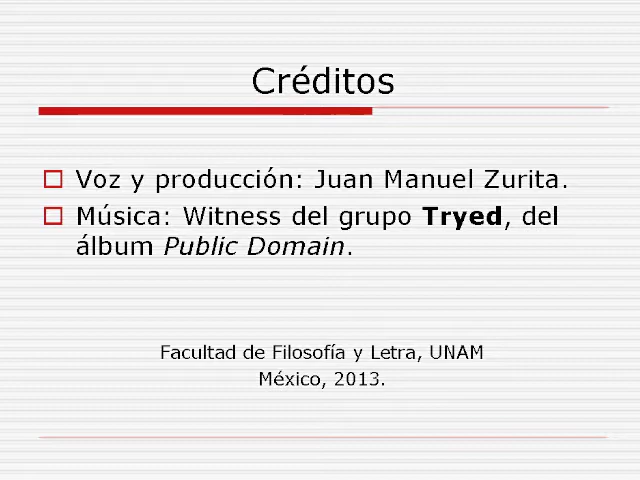 Créditos
Voz y producción: Juan Manuel Zurita.
Música: Witness del grupo Tryed, del
álbum Public Domain.
Facultad de Filosofía y Letra, UNAM
México, 2013.